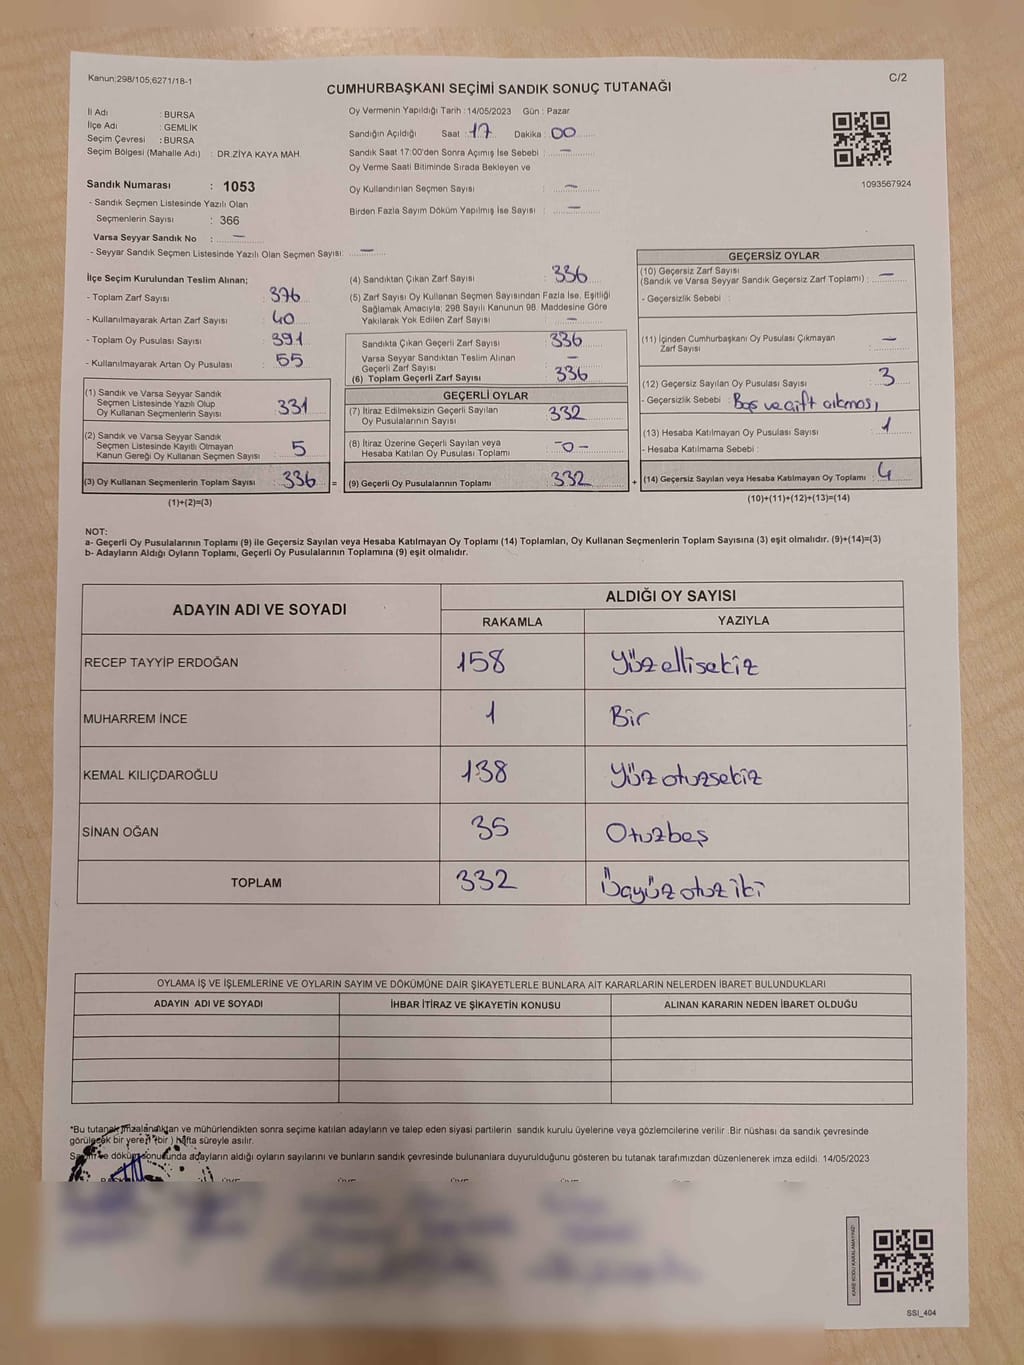 Kanun;298/105;6271/18-1
C/2
CUMHURBAŞKANI SEÇİMİ SANDIK SONUÇ TUTANAĞI
İl Adı : BURSA
İlçe Adı : GEMLİK
Seçim Çevresi : BURSA
Seçim Bölgesi (Mahalle Adı) : DR.ZİYA KAYA MAH.
Sandık Numarası : 1053
- Sandık Seçmen Listesinde Yazılı Olan
Seçmenlerin Sayısı : 366
Varsa Seyyar Sandık No : —
- Seyyar Sandık Seçmen Listesinde Yazılı Olan Seçmen Sayısı: —
Oy Vermenin Yapıldığı Tarih : 14/05/2023 Gün : Pazar
Sandığın Açıldığı Saat : 17 Dakika : 00
Sandık Saat 17:00'den Sonra Açımış İse Sebebi : —
Oy Verme Saati Bitiminde Sırada Bekleyen ve
Oy Kullandırılan Seçmen Sayısı : —
Birden Fazla Sayım Döküm Yapılmış İse Sayısı : —
1093567924
İlçe Seçim Kurulundan Teslim Alınan;
- Toplam Zarf Sayısı : 376
- Kullanılmayarak Artan Zarf Sayısı : 40
- Toplam Oy Pusulası Sayısı : 391
- Kullanılmayarak Artan Oy Pusulası : 55
(1) Sandık ve Varsa Seyyar Sandık
Seçmen Listesinde Yazılı Olup
Oy Kullanan Seçmenlerin Sayısı : 331
(2) Sandık ve Varsa Seyyar Sandık
Seçmen Listesinde Kayıtlı Olmayan
Kanun Gereği Oy Kullanan Seçmen Sayısı : 5
(3) Oy Kullanan Seçmenlerin Toplam Sayısı : 336 =
(1)+(2)=(3)
(4) Sandıktan Çıkan Zarf Sayısı : 336
(5) Zarf Sayısı Oy Kullanan Seçmen Sayısından Fazla İse, Eşitliği
Sağlamak Amacıyla; 298 Sayılı Kanunun 98. Maddesine Göre
Yakılarak Yok Edilen Zarf Sayısı : —
Sandıkta Çıkan Geçerli Zarf Sayısı : 336
Varsa Seyyar Sandıktan Teslim Alınan
Geçerli Zarf Sayısı : —
(6) Toplam Geçerli Zarf Sayısı : 336
GEÇERLİ OYLAR
(7) İtiraz Edilmeksizin Geçerli Sayılan
Oy Pusulalarının Sayısı : 332
(8) İtiraz Üzerine Geçerli Sayılan veya
Hesaba Katılan Oy Pusulası Toplamı : -0-
(9) Geçerli Oy Pusulalarının Toplamı : 332 +
GEÇERSİZ OYLAR
(10) Geçersiz Zarf Sayısı
(Sandık ve Varsa Seyyar Sandık Geçersiz Zarf Toplamı) : —
- Geçersizlik Sebebi :
(11) İçinden Cumhurbaşkanı Oy Pusulası Çıkmayan
Zarf Sayısı : —
(12) Geçersiz Sayılan Oy Pusulası Sayısı : 3
- Geçersizlik Sebebi : Boş ve çift çıkması
(13) Hesaba Katılmayan Oy Pusulası Sayısı : 1
- Hesaba Katılmama Sebebi :
(14) Geçersiz Sayılan veya Hesaba Katılmayan Oy Toplamı : 4
(10)+(11)+(12)+(13)=(14)
NOT:
a- Geçerli Oy Pusulalarının Toplamı (9) ile Geçersiz Sayılan veya Hesaba Katılmayan Oy Toplamı (14) Toplamları, Oy Kullanan Seçmenlerin Toplam Sayısına (3) eşit olmalıdır. (9)+(14)=(3)
b- Adayların Aldığı Oyların Toplamı, Geçerli Oy Pusulalarının Toplamına (9) eşit olmalıdır.
ADAYIN ADI VE SOYADI
ALDIĞI OY SAYISI
RAKAMLA YAZIYLA
RECEP TAYYİP ERDOĞAN 158 Yüzellisekiz
MUHARREM İNCE 1 Bir
KEMAL KILIÇDAROĞLU 138 Yüzotuzsekiz
SİNAN OĞAN 35 Otuzbeş
TOPLAM 332 Üçyüzotuziki
OYLAMA İŞ VE İŞLEMLERİNE VE OYLARIN SAYIM VE DÖKÜMÜNE DAİR ŞİKAYETLERLE BUNLARA AİT KARARLARIN NELERDEN İBARET BULUNDUKLARI
ADAYIN ADI VE SOYADI İHBAR İTİRAZ VE ŞİKAYETİN KONUSU ALINAN KARARIN NEDEN İBARET OLDUĞU
*Bu tutanak imzalandıktan ve mühürlendikten sonra seçime katılan adayların ve talep eden siyasi partilerin sandık kurulu üyelerine veya gözlemcilerine verilir .Bir nüshası da sandık çevresinde
görülecek bir yere 1 (bir ) hafta süreyle asılır.
Sayım ve döküm sonucunda adayların aldığı oyların sayılarını ve bunların sandık çevresinde bulunanlara duyurulduğunu gösteren bu tutanak tarafımızdan düzenlenerek imza edildi. 14/05/2023
SSI_404